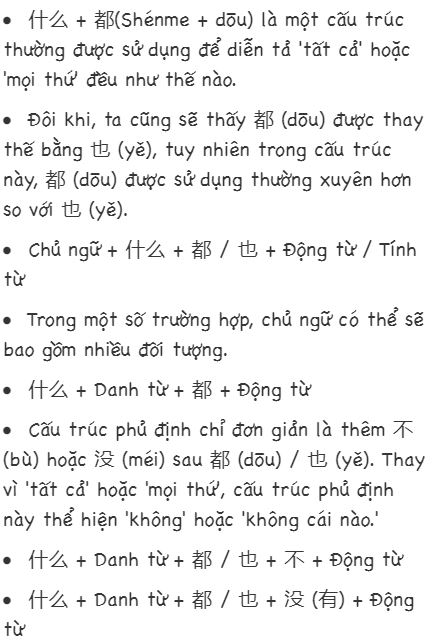 • 什么 + 都(Shénme + dōu) là một cấu trúc
thường được sử dụng để diễn tả 'tất cả' hoặc
'mọi thứ' đều như thế nào.
• Đôi khi, ta cũng sẽ thấy 都 (dōu) được thay
thế bằng 也 (yě), tuy nhiên trong cấu trúc
này, 都 (dōu) được sử dụng thường xuyên hơn
so với 也 (yě).
• Chủ ngữ + 什么 + 都 / 也 + Động từ / Tính
từ
• Trong một số trường hợp, chủ ngữ có thể sẽ
bao gồm nhiều đối tượng.
• 什么 + Danh từ + 都 + Động từ
• Cấu trúc phủ định chỉ đơn giản là thêm 不
(bù) hoặc 没 (méi) sau 都 (dōu) / 也 (yě). Thay
vì 'tất cả' hoặc 'mọi thứ', cấu trúc phủ định
này thể hiện 'không' hoặc 'không cái nào.'
• 什么 + Danh từ + 都 / 也 + 不 + Động từ
• 什么 + Danh từ + 都 / 也 + 没 (有) + Động
từ